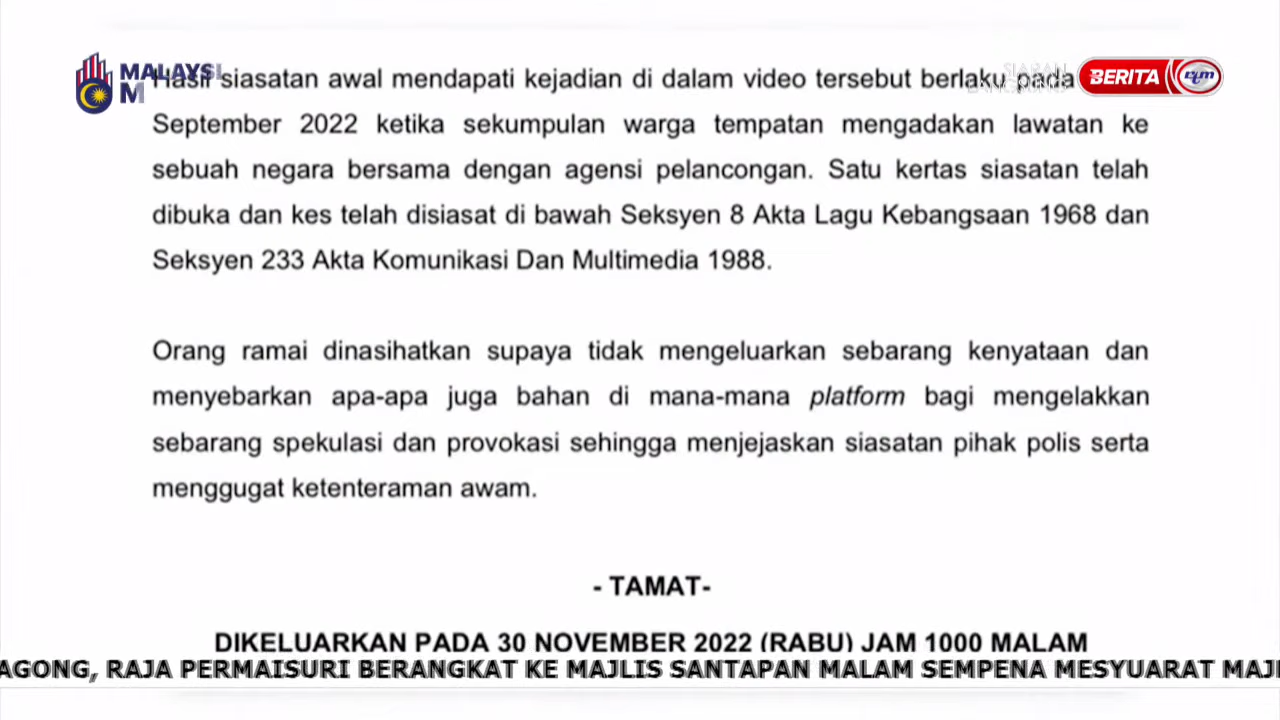 MALAYSI
M
SIARAN
LANGSUNG
BERITA rtm
Hasil siasatan awal mendapati kejadian di dalam video tersebut berlaku pada
September 2022 ketika sekumpulan warga tempatan mengadakan lawatan ke
sebuah negara bersama dengan agensi pelancongan. Satu kertas siasatan telah
dibuka dan kes telah disiasat di bawah Seksyen 8 Akta Lagu Kebangsaan 1968 dan
Seksyen 233 Akta Komunikasi Dan Multimedia 1988.
Orang ramai dinasihatkan supaya tidak mengeluarkan sebarang kenyataan dan
menyebarkan apa-apa juga bahan di mana-mana platform bagi mengelakkan
sebarang spekulasi dan provokasi sehingga menjejaskan siasatan pihak polis serta
menggugat ketenteraman awam.
- TAMAT-
DIKELUARKAN PADA 30 NOVEMBER 2022 (RABU) JAM 1000 MALAM
AGONG, RAJA PERMAISURI BERANGKAT KE MAJLIS SANTAPAN MALAM SEMPENA MESYUARAT MAJL